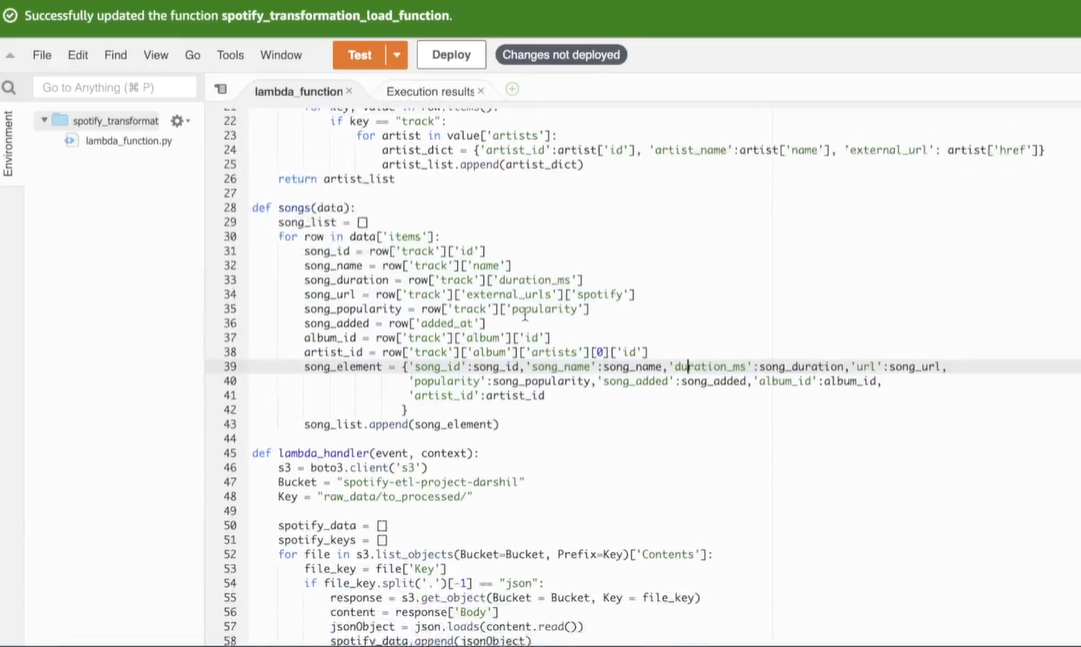 Successfully updated the function spotify_transformation_load_function.
File Edit Find View Go Tools Window Test Deploy Changes not deployed
Go to Anything (⌘ P)
lambda_function × Execution results ×
Environment
spotify_transformat
lambda_function.py
21 for key, value in row.items():
22 if key == "track":
23 for artist in value['artists']:
24 artist_dict = {'artist_id':artist['id'], 'artist_name':artist['name'], 'external_url': artist['href']}
25 artist_list.append(artist_dict)
26 return artist_list
27
28 def songs(data):
29 song_list = []
30 for row in data['items']:
31 song_id = row['track']['id']
32 song_name = row['track']['name']
33 song_duration = row['track']['duration_ms']
34 song_url = row['track']['external_urls']['spotify']
35 song_popularity = row['track']['popularity']
36 song_added = row['added_at']
37 album_id = row['track']['album']['id']
38 artist_id = row['track']['album']['artists'][0]['id']
39 song_element = {'song_id':song_id,'song_name':song_name,'duration_ms':song_duration,'url':song_url,
40 'popularity':song_popularity,'song_added':song_added,'album_id':album_id,
41 'artist_id':artist_id
42 }
43 song_list.append(song_element)
44
45 def lambda_handler(event, context):
46 s3 = boto3.client('s3')
47 Bucket = "spotify-etl-project-darshil"
48 Key = "raw_data/to_processed/"
49
50 spotify_data = []
51 spotify_keys = []
52 for file in s3.list_objects(Bucket=Bucket, Prefix=Key)['Contents']:
53 file_key = file['Key']
54 if file_key.split('.')[-1] == "json":
55 response = s3.get_object(Bucket = Bucket, Key = file_key)
56 content = response['Body']
57 jsonObject = json.loads(content.read())
58 spotify_data.append(jsonObject)